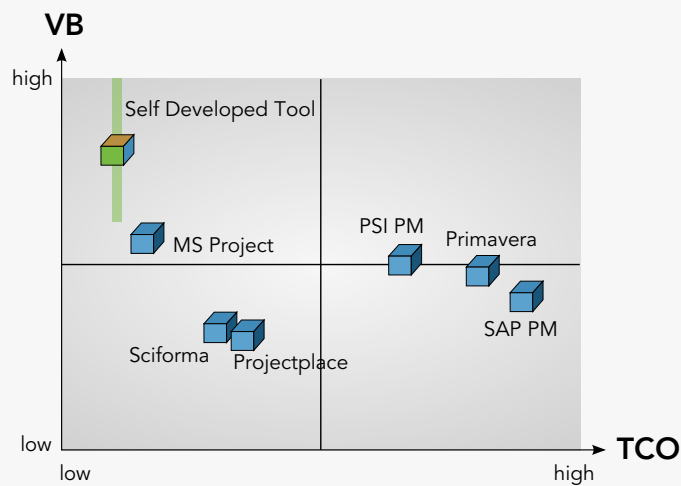 VB
high
Self Developed Tool
PSI PM
Primavera
MS Project
SAP PM
Sciforma
Projectplace
low
TCO
low
high